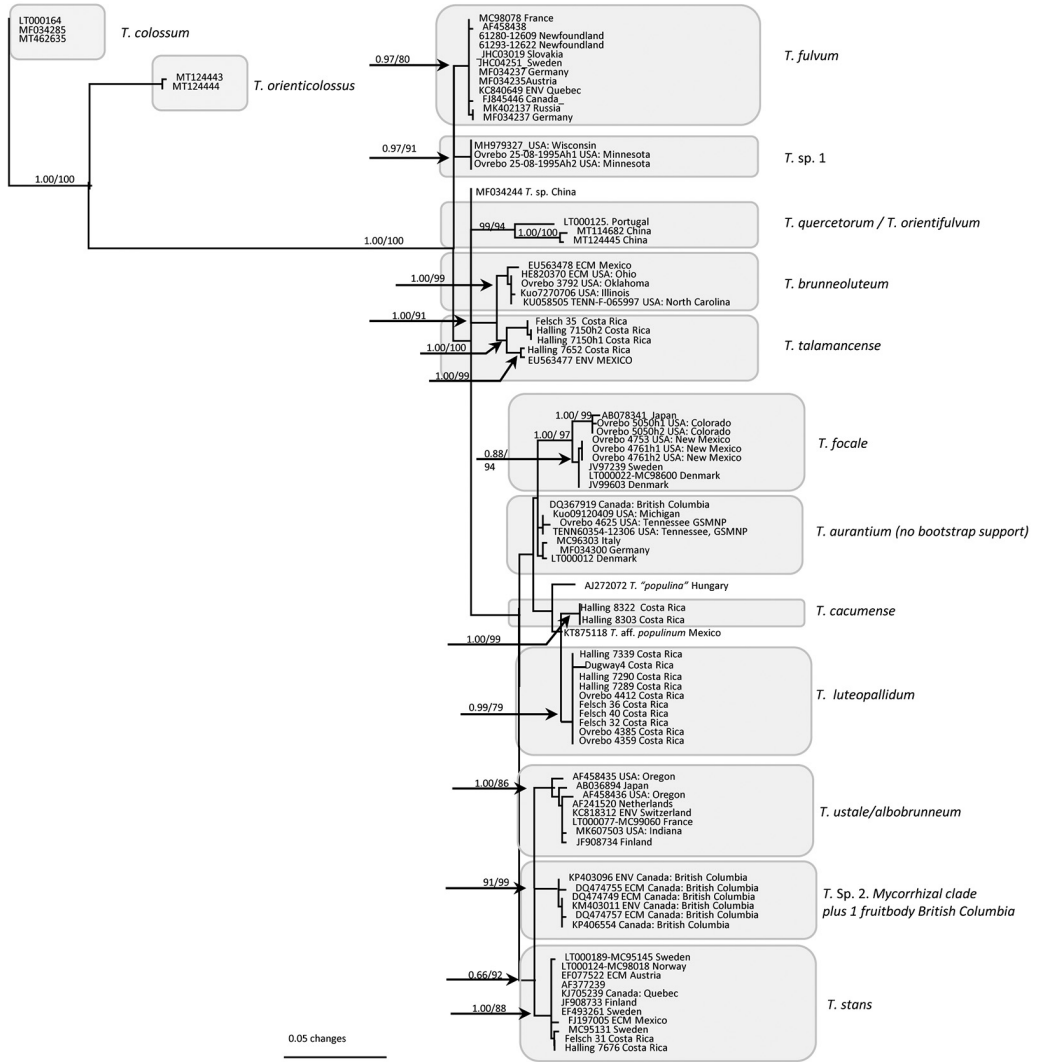 LT000164
MF034285
MT462635
T. colossum
MT124443
MT124444
T. orienticolossus
1.00/100
1.00/100
0.97/80
MC98078 France
AF458438
61280-12609 Newfoundland
61293-12622 Newfoundland
JHC03019 Slovakia
JHC04251_Sweden
MF034237 Germany
MF034235Austria
KC840649 ENV Quebec
FJ845446 Canada_
MK402137 Russia
MF034237 Germany
T. fulvum
0.97/91
MH979327_USA: Wisconsin
Ovrebo 25-08-1995Ah1 USA: Minnesota
Ovrebo 25-08-1995Ah2 USA: Minnesota
T. sp. 1
MF034244 T. sp. China
99/94
LT000125. Portugal
1.00/100
MT114682 China
MT124445 China
T. quercetorum / T. orientifulvum
1.00/99
EU563478 ECM Mexico
HE820370 ECM USA: Ohio
Ovrebo 3792 USA: Oklahoma
Kuo7270706 USA: Illinois
KU058505 TENN-F-065997 USA: North Carolina
T. brunneoluteum
1.00/91
1.00/100
1.00/99
Felsch 35 Costa Rica
Halling 7150h2 Costa Rica
Halling 7150h1 Costa Rica
Halling 7652 Costa Rica
EU563477 ENV MEXICO
T. talamancense
1.00/ 99
1.00/ 97
0.88/
94
AB078341 Japan
Ovrebo 5050h1 USA: Colorado
Ovrebo 5050h2 USA: Colorado
Ovrebo 4753 USA: New Mexico
Ovrebo 4761h1 USA: New Mexico
Ovrebo 4761h2 USA: New Mexico
JV97239 Sweden
LT000022-MC98600 Denmark
JV99603 Denmark
T. focale
DQ367919 Canada: British Columbia
Kuo09120409 USA: Michigan
Ovrebo 4625 USA: Tennessee GSMNP
TENN60354-12306 USA: Tennessee, GSMNP
MC96303 Italy
MF034300 Germany
LT000012 Denmark
T. aurantium (no bootstrap support)
AJ272072 T. "populina" Hungary
Halling 8322 Costa Rica
Halling 8303 Costa Rica
T. cacumense
1.00/99
KT875118 T. aff. populinum Mexico
0.99/79
Halling 7339 Costa Rica
Dugway4 Costa Rica
Halling 7290 Costa Rica
Halling 7289 Costa Rica
Ovrebo 4412 Costa Rica
Felsch 36 Costa Rica
Felsch 40 Costa Rica
Felsch 32 Costa Rica
Ovrebo 4385 Costa Rica
Ovrebo 4359 Costa Rica
T. luteopallidum
1.00/86
AF458435 USA: Oregon
AB036894 Japan
AF458436 USA: Oregon
AF241520 Netherlands
KC818312 ENV Switzerland
LT000077-MC99060 France
MK607503 USA: Indiana
JF908734 Finland
T. ustale/albobrunneum
91/99
KP403096 ENV Canada: British Columbia
DQ474755 ECM Canada: British Columbia
DQ474749 ECM Canada: British Columbia
KM403011 ENV Canada: British Columbia
DQ474757 ECM Canada: British Columbia
KP406554 Canada: British Columbia
T. Sp. 2. Mycorrhizal clade
plus 1 fruitbody British Columbia
0.66/92
1.00/88
LT000189-MC95145 Sweden
LT000124-MC98018 Norway
EF077522 ECM Austria
AF377239
KJ705239 Canada: Quebec
JF908733 Finland
EF493261 Sweden
FJ197005 ECM Mexico
MC95131 Sweden
Felsch 31 Costa Rica
Halling 7676 Costa Rica
T. stans
0.05 changes